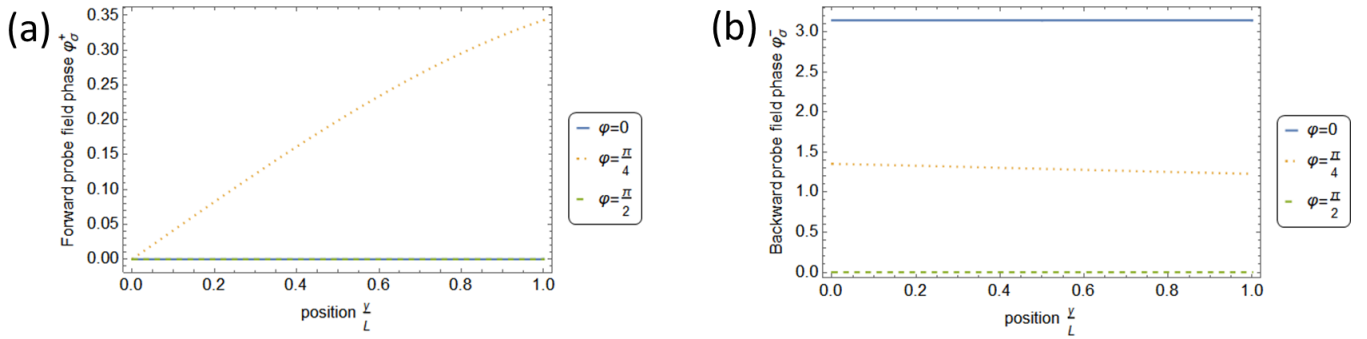 (a)
Forward probe field phase φ_σ^+
0.35
0.30
0.25
0.20
0.15
0.10
0.05
0.00
0.0 0.2 0.4 0.6 0.8 1.0
position y/L
φ=0
φ=π/4
φ=π/2
(b)
Backward probe field phase φ_σ^-
3.0
2.5
2.0
1.5
1.0
0.5
0.0
0.0 0.2 0.4 0.6 0.8 1.0
position y/L
φ=0
φ=π/4
φ=π/2